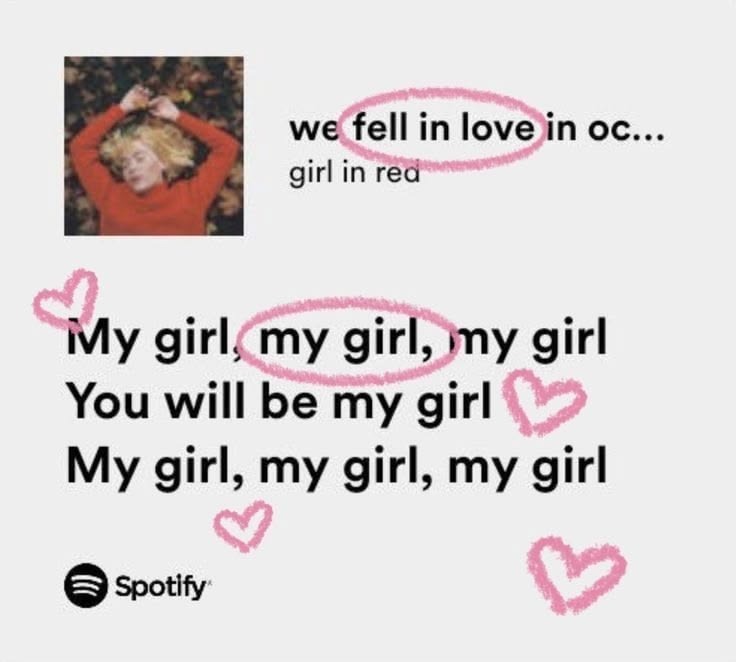 we fell in love in oc...
girl in red
My girl, my girl, my girl
You will be my girl
My girl, my girl, my girl
Spotify